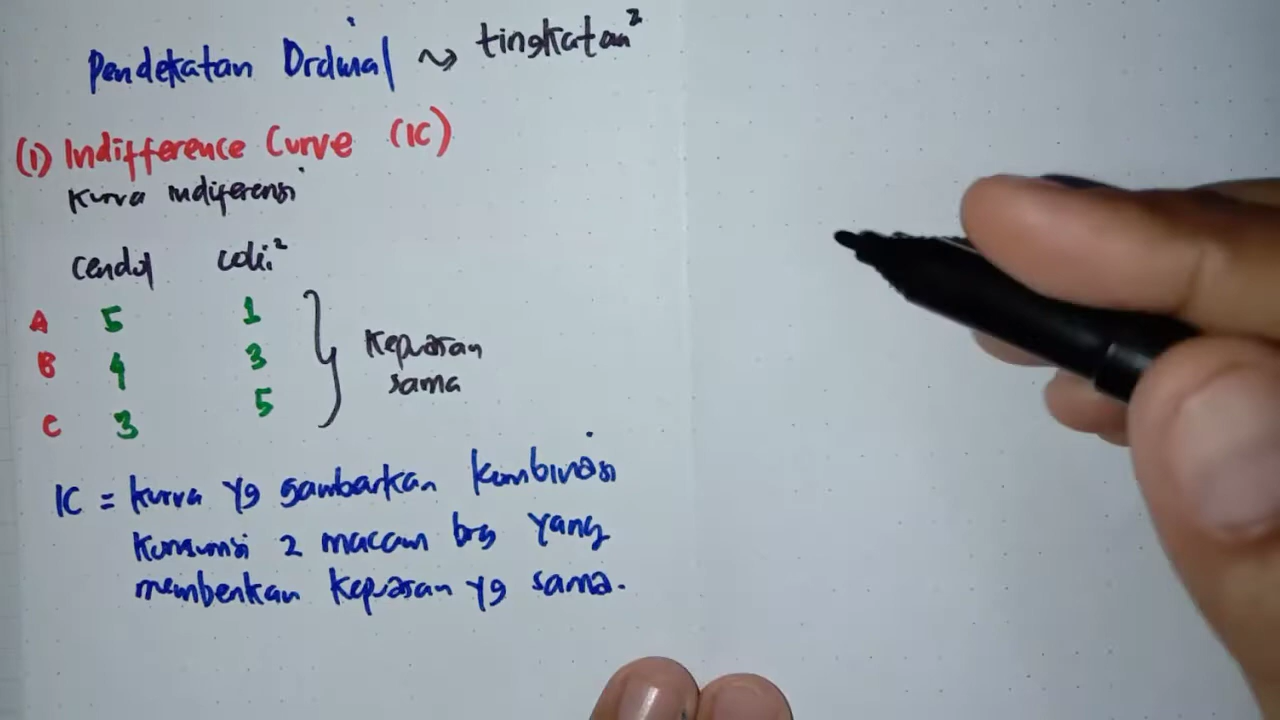 Pendekatan Ordinal ~> tingkatan²
(1) Indifference Curve (IC)
Kurva indiferensi
cendol coki²
A 5 1
B 4 3
C 3 5
Kepuasan
sama
IC = kurva yg gambarkan kombinasi
konsumsi 2 macam brg yang
memberikan kepuasan yg sama.